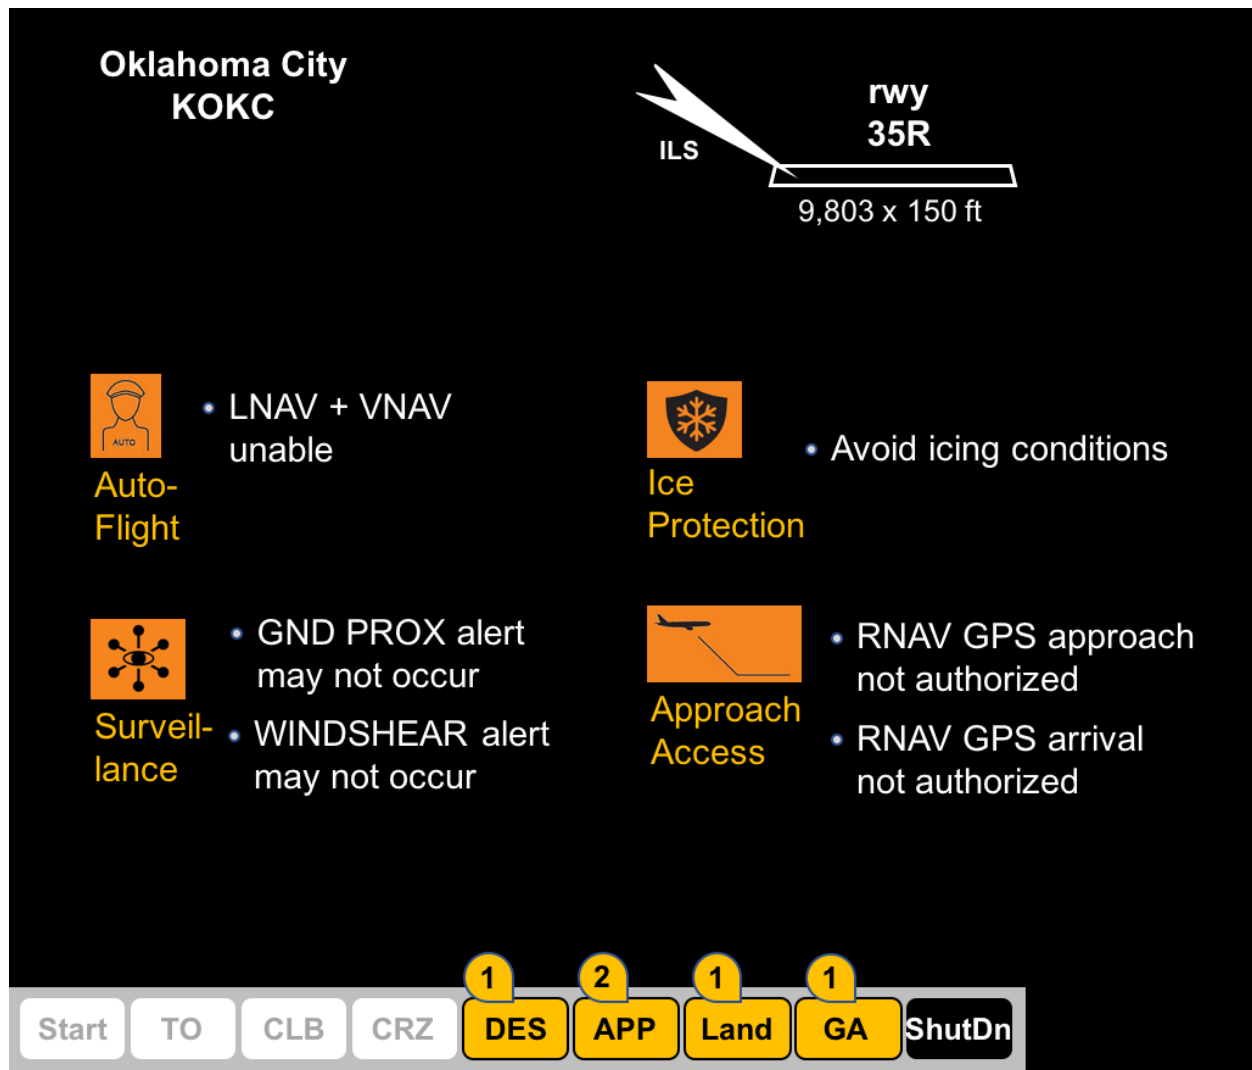 Oklahoma City
KOKC
rwy
35R
ILS
9,803 x 150 ft
AUTO
Auto-
Flight
• LNAV + VNAV
unable
Ice
Protection
• Avoid icing conditions
Surveil-
lance
• GND PROX alert
may not occur
• WINDSHEAR alert
may not occur
Approach
Access
• RNAV GPS approach
not authorized
• RNAV GPS arrival
not authorized
1 2 1 1
Start TO CLB CRZ DES APP Land GA ShutDn